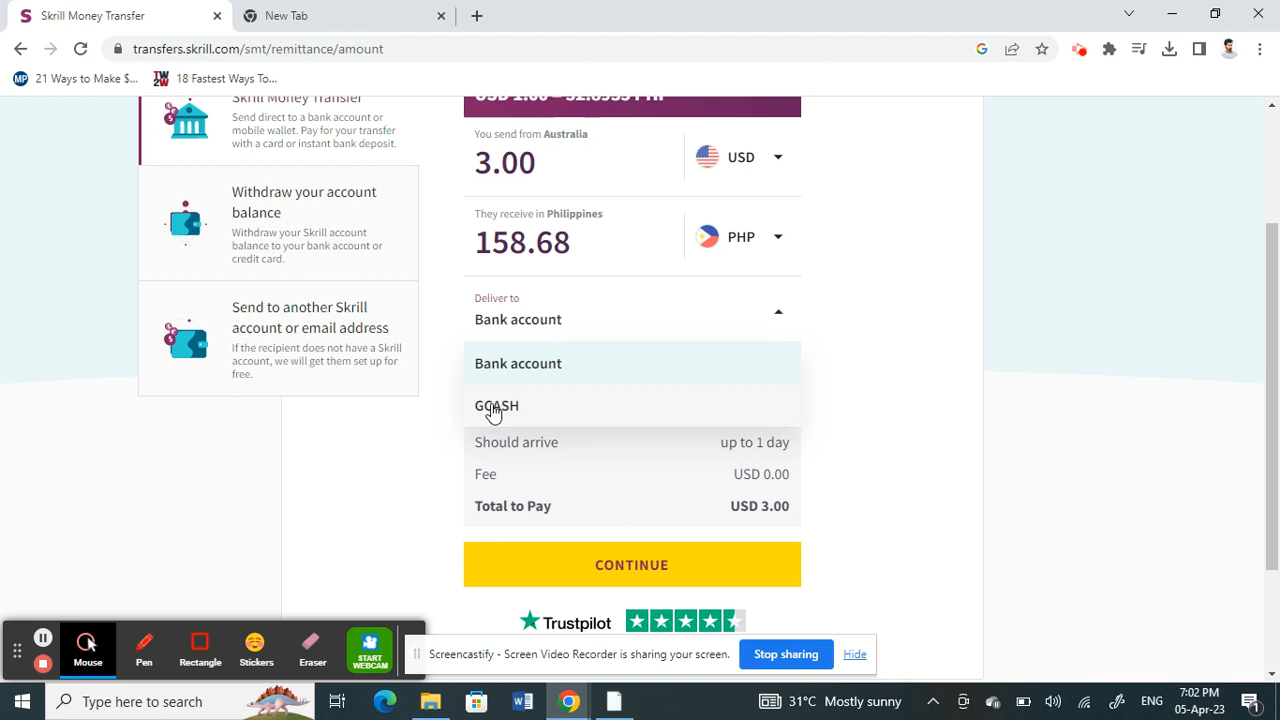 Skrill Money Transfer
New Tab
transfers.skrill.com/smt/remittance/amount
MP 21 Ways to Make $...
TW 2W 18 Fastest Ways To...
Skrill Money Transfer
Send direct to a bank account or
mobile wallet. Pay for your transfer
with a card or instant bank deposit.
Withdraw your account
balance
Withdraw your Skrill account
balance to your bank account or
credit card.
Send to another Skrill
account or email address
If the recipient does not have a Skrill
account, we will get them set up for
free.
You send from Australia
3.00
USD
They receive in Philippines
158.68
PHP
Deliver to
Bank account
Bank account
GCASH
Should arrive up to 1 day
Fee USD 0.00
Total to Pay USD 3.00
CONTINUE
Trustpilot
Mouse
Pen
Rectangle
Stickers
Eraser
START
WEBCAM
Screencastify - Screen Video Recorder is sharing your screen.
Stop sharing
Hide
Type here to search
31°C Mostly sunny
ENG
7:02 PM
05-Apr-23
1